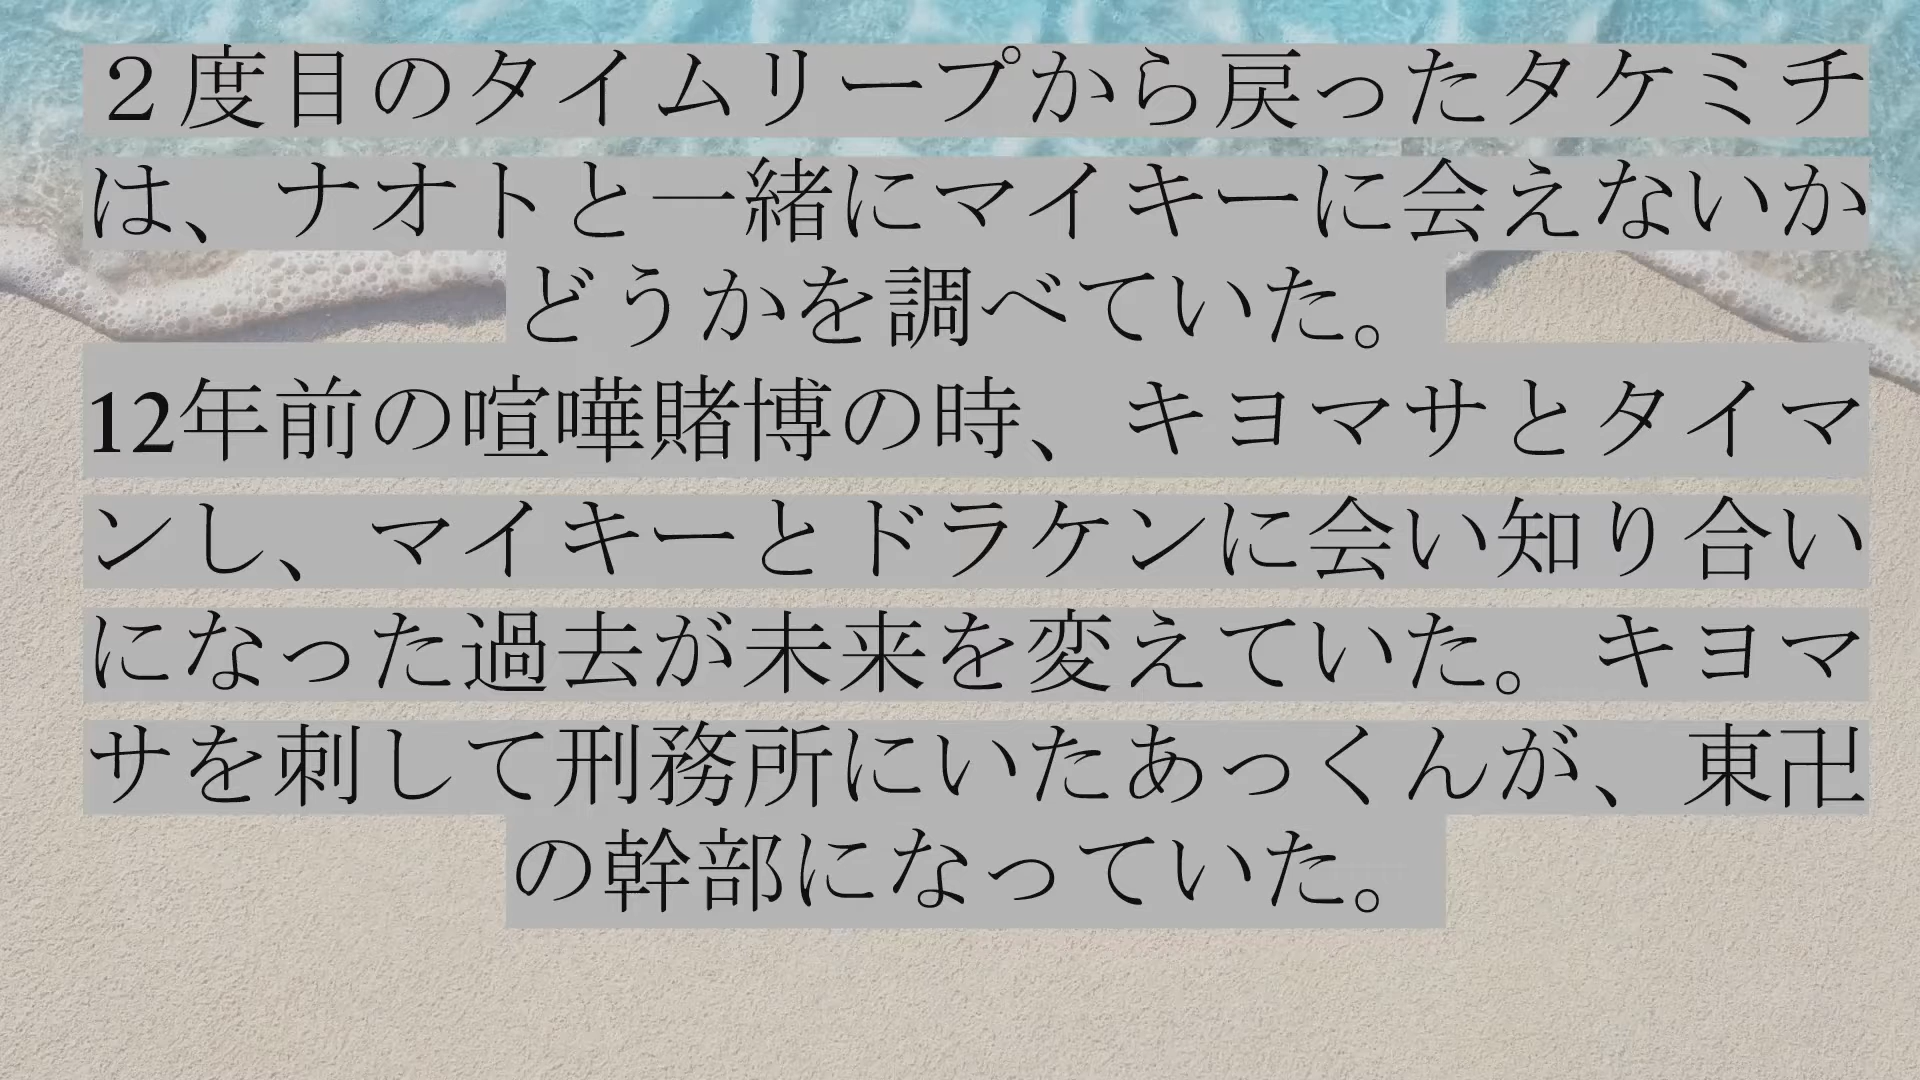 ２度目のタイムリープから戻ったタケミチ
は、ナオトと一緒にマイキーに会えないか
どうかを調べていた。
12年前の喧嘩賭博の時、キヨマサとタイマ
ンし、マイキーとドラケンに会い知り合い
になった過去が未来を変えていた。キヨマ
サを刺して刑務所にいたあっくんが、東卍
の幹部になっていた。